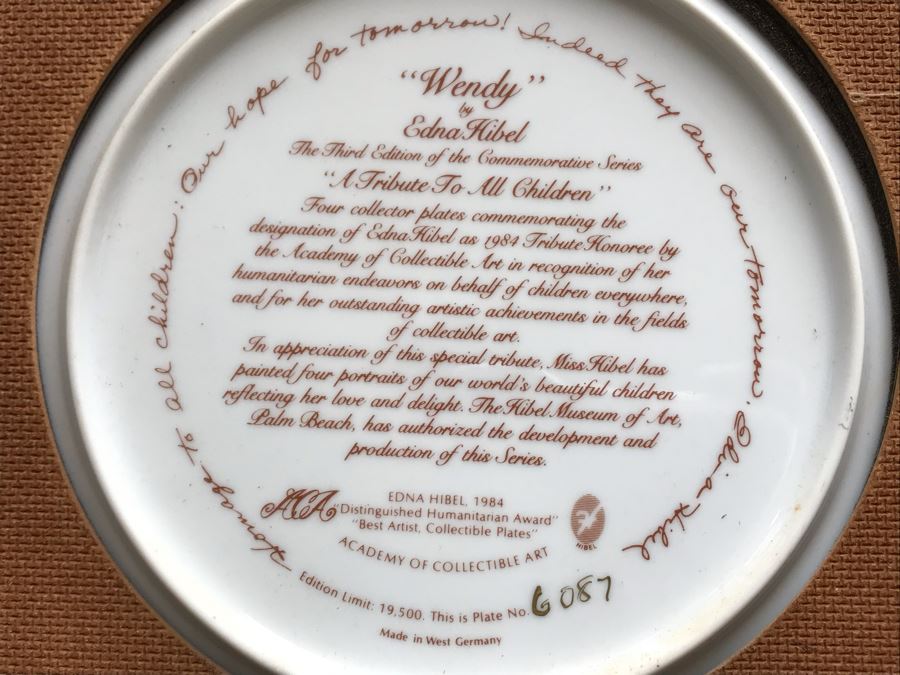 Homage to all children: Our hope for tomorrow! Indeed they are our tomorrow. Edna Hibel
"Wendy"
by
Edna Hibel
The Third Edition of the Commemorative Series
"A Tribute To All Children"
Four collector plates commemorating the
designation of Edna Hibel as 1984 Tribute Honoree by
the Academy of Collectible Art in recognition of her
humanitarian endeavors on behalf of children everywhere,
and for her outstanding artistic achievements in the fields
of collectible art.
In appreciation of this special tribute, Miss Hibel has
painted four portraits of our world's beautiful children
reflecting her love and delight. The Hibel Museum of Art,
Palm Beach, has authorized the development and
production of this Series.
ACA
EDNA HIBEL, 1984
"Distinguished Humanitarian Award"
"Best Artist, Collectible Plates"
HIBEL
ACADEMY OF COLLECTIBLE ART
Edition Limit: 19,500. This is Plate No. 6087
Made in West Germany